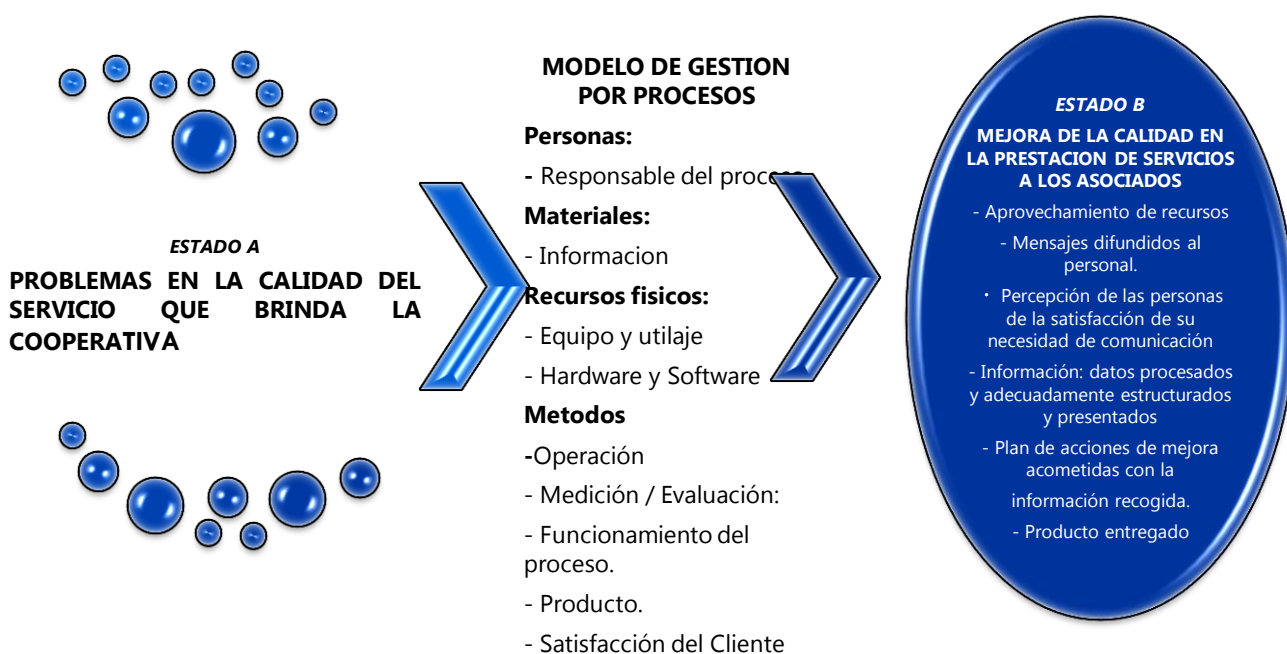 ESTADO A
PROBLEMAS EN LA CALIDAD DEL
SERVICIO QUE BRINDA LA
COOPERATIVA
MODELO DE GESTION
POR PROCESOS
Personas:
- Responsable del proceso
Materiales:
- Informacion
Recursos fisicos:
- Equipo y utilaje
- Hardware y Software
Metodos
-Operación
- Medición / Evaluación:
- Funcionamiento del
proceso.
- Producto.
- Satisfacción del Cliente
ESTADO B
MEJORA DE LA CALIDAD EN
LA PRESTACION DE SERVICIOS
A LOS ASOCIADOS
- Aprovechamiento de recursos
- Mensajes difundidos al
personal.
· Percepción de las personas
de la satisfacción de su
necesidad de comunicación
- Información: datos procesados
y adecuadamente estructurados
y presentados
- Plan de acciones de mejora
acometidas con la
información recogida.
- Producto entregado